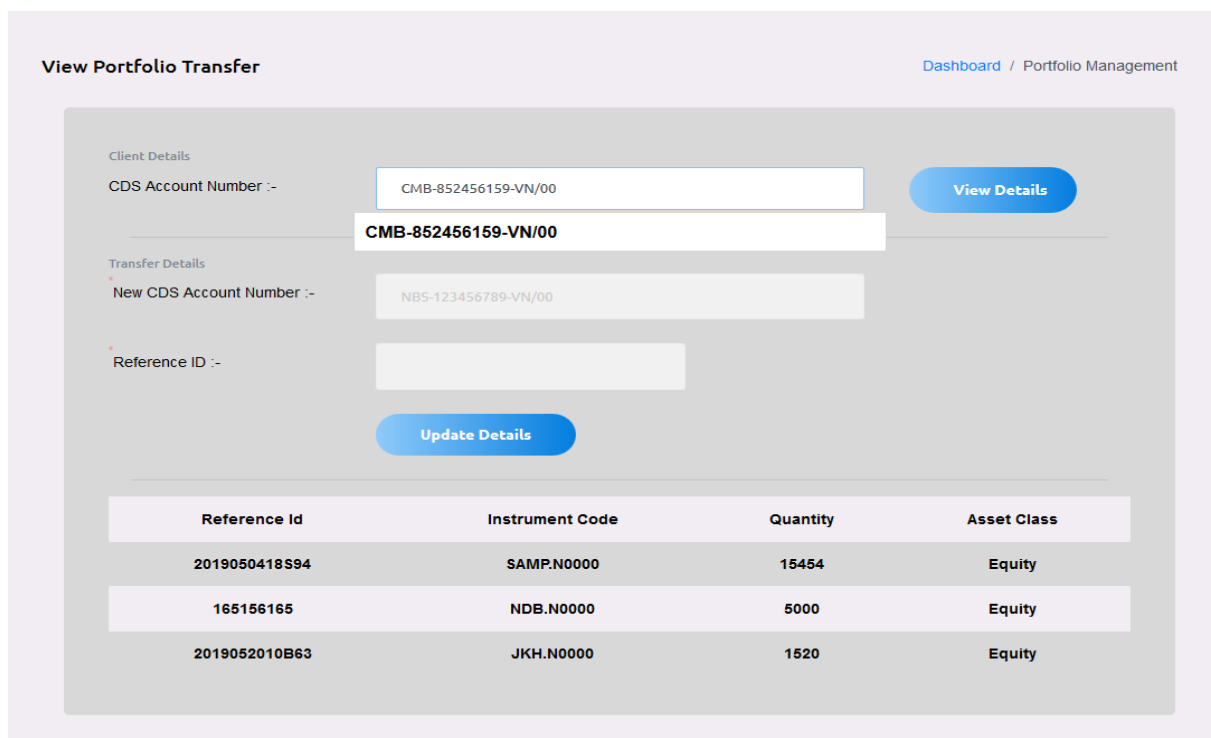 View Portfolio Transfer
Dashboard / Portfolio Management
Client Details
CDS Account Number :-
CMB-852456159-VN/00
View Details
CMB-852456159-VN/00
Transfer Details
* New CDS Account Number :-
NBS-123456789-VN/00
* Reference ID :-
Update Details
Reference Id Instrument Code Quantity Asset Class
2019050418S94 SAMP.N0000 15454 Equity
165156165 NDB.N0000 5000 Equity
2019052010B63 JKH.N0000 1520 Equity